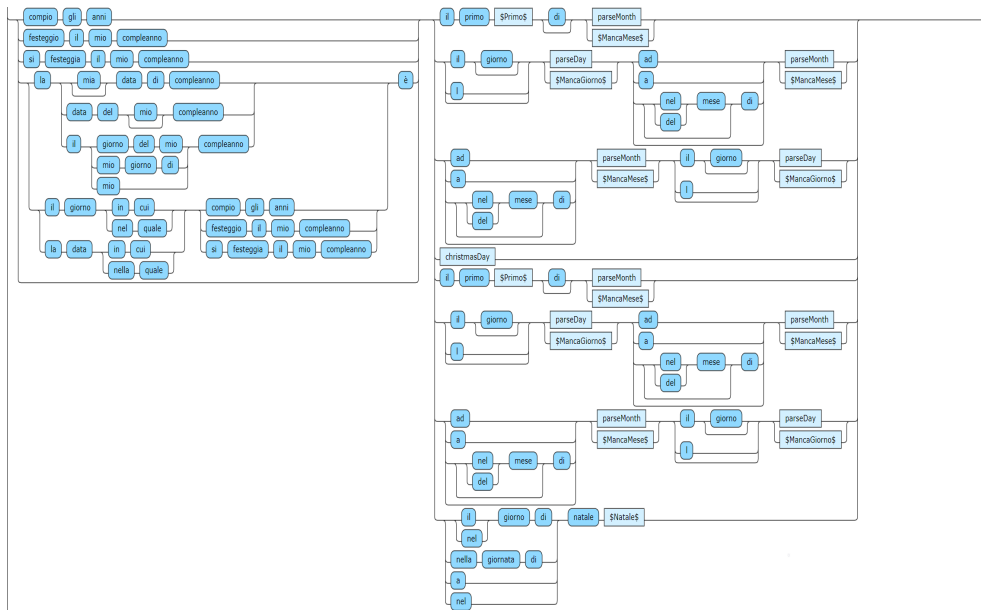 compio gli anni
il primo $Primo$ di parseMonth
festeggio il mio compleanno
$MancaMese$
si festeggia il mio compleanno
il giorno parseDay ad parseMonth
la mia data di compleanno è
$MancaGiorno$ a $MancaMese$
l
nel mese di
data del mio compleanno
del
il giorno del mio compleanno
mio giorno di
ad parseMonth il giorno parseDay
a $MancaMese$ $MancaGiorno$
mio
l
nel mese di
il giorno in cui compio gli anni
del
nel quale festeggio il mio compleanno
la data in cui si festeggia il mio compleanno
christmasDay
nella quale
il primo $Primo$ di parseMonth
$MancaMese$
il giorno parseDay ad parseMonth
$MancaGiorno$ a $MancaMese$
l
nel mese di
del
ad parseMonth il giorno parseDay
a $MancaMese$ $MancaGiorno$
l
nel mese di
del
il giorno di natale $Natale$
nel
nella giornata di
a
nel